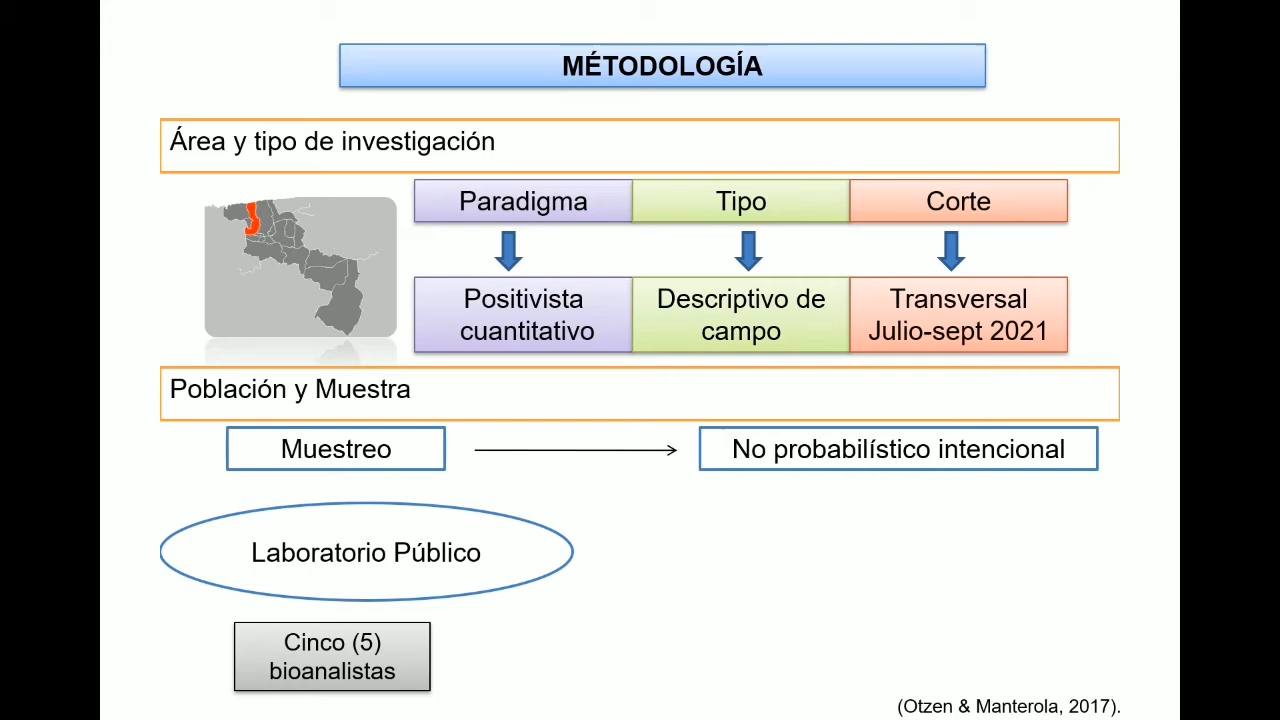 MÉTODOLOGÍA
Área y tipo de investigación
Paradigma
Tipo
Corte
Positivista
cuantitativo
Descriptivo de
campo
Transversal
Julio-sept 2021
Población y Muestra
Muestreo
No probabilístico intencional
Laboratorio Público
Cinco (5)
bioanalistas
(Otzen & Manterola, 2017).